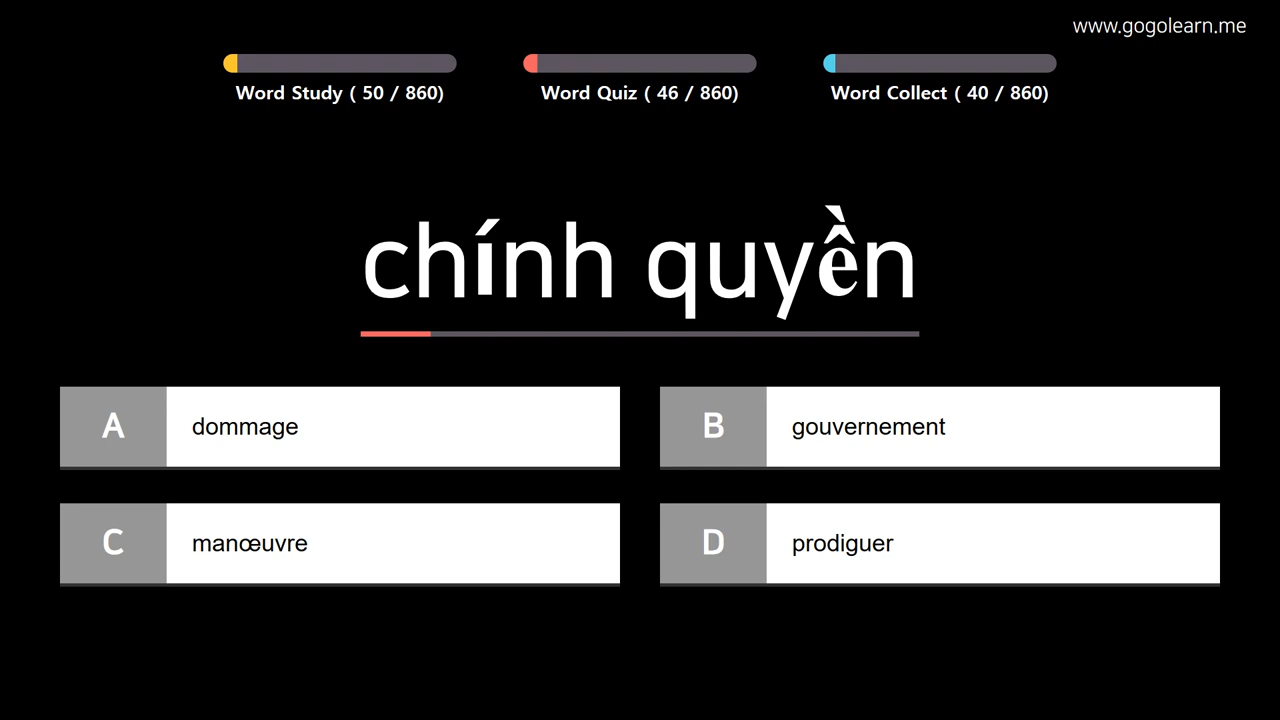 www.gogolearn.me
Word Study ( 50 / 860)
Word Quiz ( 46 / 860)
Word Collect ( 40 / 860)
chính quyền
A dommage
B gouvernement
C manœuvre
D prodiguer